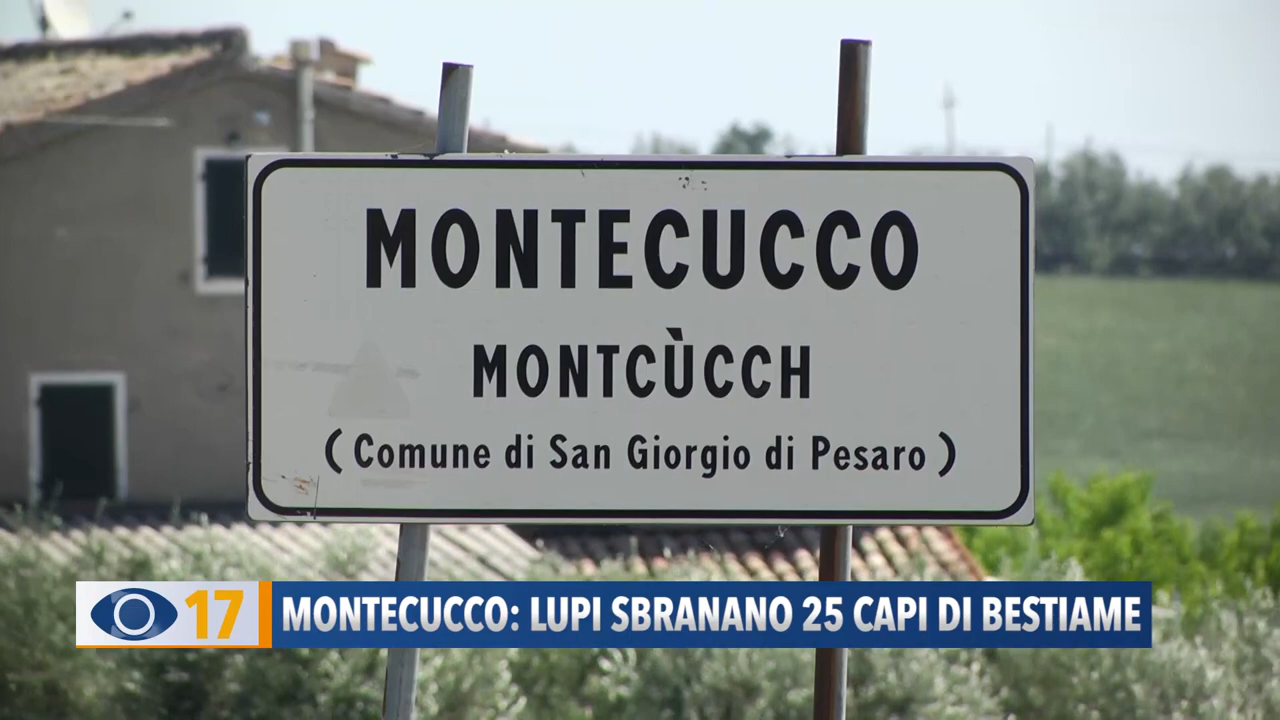 MONTECUCCO
MONTCÙCCH
(Comune di San Giorgio di Pesaro)
17 MONTECUCCO: LUPI SBRANANO 25 CAPI DI BESTIAME